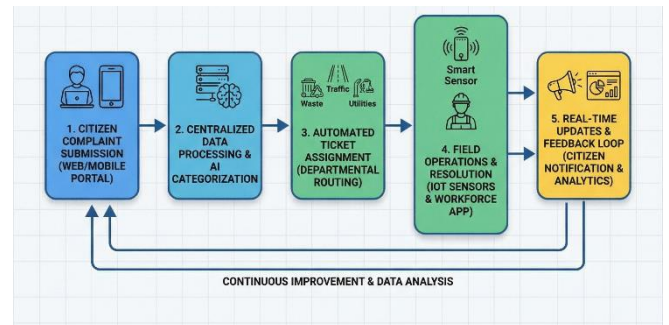 1. CITIZEN
COMPLAINT
SUBMISSION
(WEB/MOBILE
PORTAL)
2. CENTRALIZED
DATA
PROCESSING &
AI
CATEGORIZATION
Waste
Traffic
Utilities
3. AUTOMATED
TICKET
ASSIGNMENT
(DEPARTMENTAL
ROUTING)
Smart
Sensor
4. FIELD
OPERATIONS &
RESOLUTION
(IOT SENSORS
& WORKFORCE
APP)
5. REAL-TIME
UPDATES &
FEEDBACK LOOP
(CITIZEN
NOTIFICATION &
ANALYTICS)
CONTINUOUS IMPROVEMENT & DATA ANALYSIS